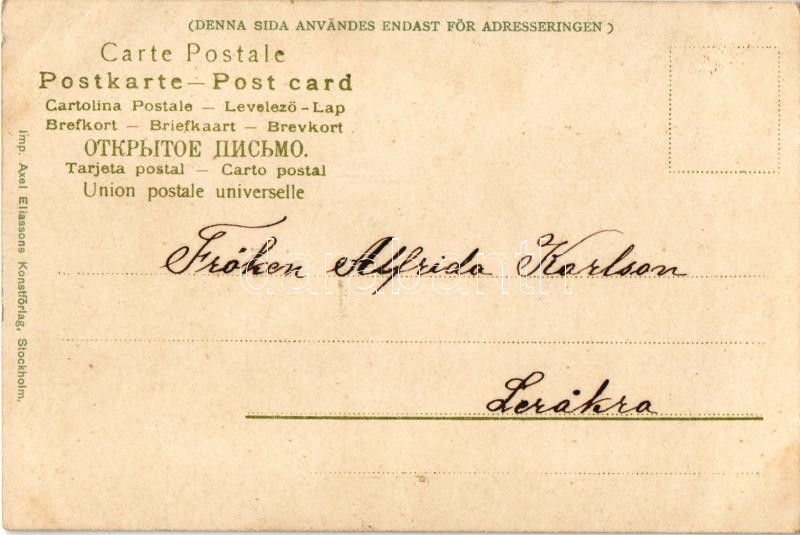 (DENNA SIDA ANVÄNDES ENDAST FÖR ADRESSERINGEN)
Carte Postale
Postkarte — Post card
Cartolina Postale — Levelező-Lap
Brefkort — Briefkaart — Brevkort
ОТКРЫТОЕ ПИСЬМО.
Tarjeta postal — Carto postal
Union postale universelle
Imp. Axel Eliassons Konstförlag, Stockholm.
Fröken Alfrida Karlson
darabanth
Leråkra